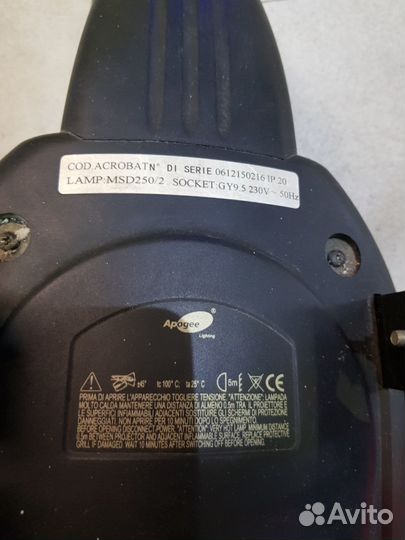 COD.ACROBATN° DI SERIE 0612150216 IP 20
LAMP:MSD250/2 SOCKET:GY9.5 230V~ 50Hz
Apogee ®
Lighting
±45° tc 100° C; ta 25° C 5m CE
PRIMA DI APRIRE L'APPARECCHIO TOGLIERE TENSIONE. "ATTENZIONE": LAMPADA
MOLTO CALDA MANTENERE UNA DISTANZA DI ALMENO 0,5m TRA IL PROIETTORE E
LE SUPERFICI INFIAMMABILI ADIACENTI SOSTITUIRE GLI SCHERMI DI PROTEZIONE
DANNEGGIATI. NON APRIRE PER 10 MINUTI DOPO LO SPEGNIMENTO
BEFORE OPENING DISCONNECT POWER. "ATTENTION": VERY HOT LAMP. MINIMUM DISTANCE
0,5m BETWEEN PROJECTOR AND ADJACENT INFLAMMABLE SURFACE. REPLACE PROTECTIVE
GRILL IF DAMAGED. WAIT 10 MINUTES AFTER SWITCHING OFF BEFORE OPENING
Avito